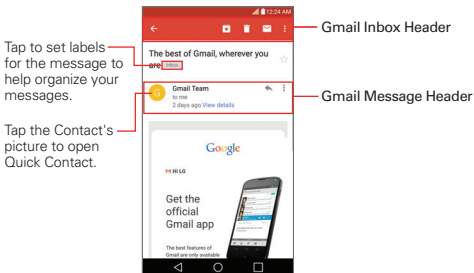 12:24 AM
Gmail Inbox Header
The best of Gmail, wherever you
are Inbox
Tap to set labels
for the message to
help organize your
messages.
G
Gmail Team
to me
2 days ago View details
Gmail Message Header
Tap the Contact's
picture to open
Quick Contact.
Google
HI LG
Get the
official
Gmail app
The best features of
Gmail are only available